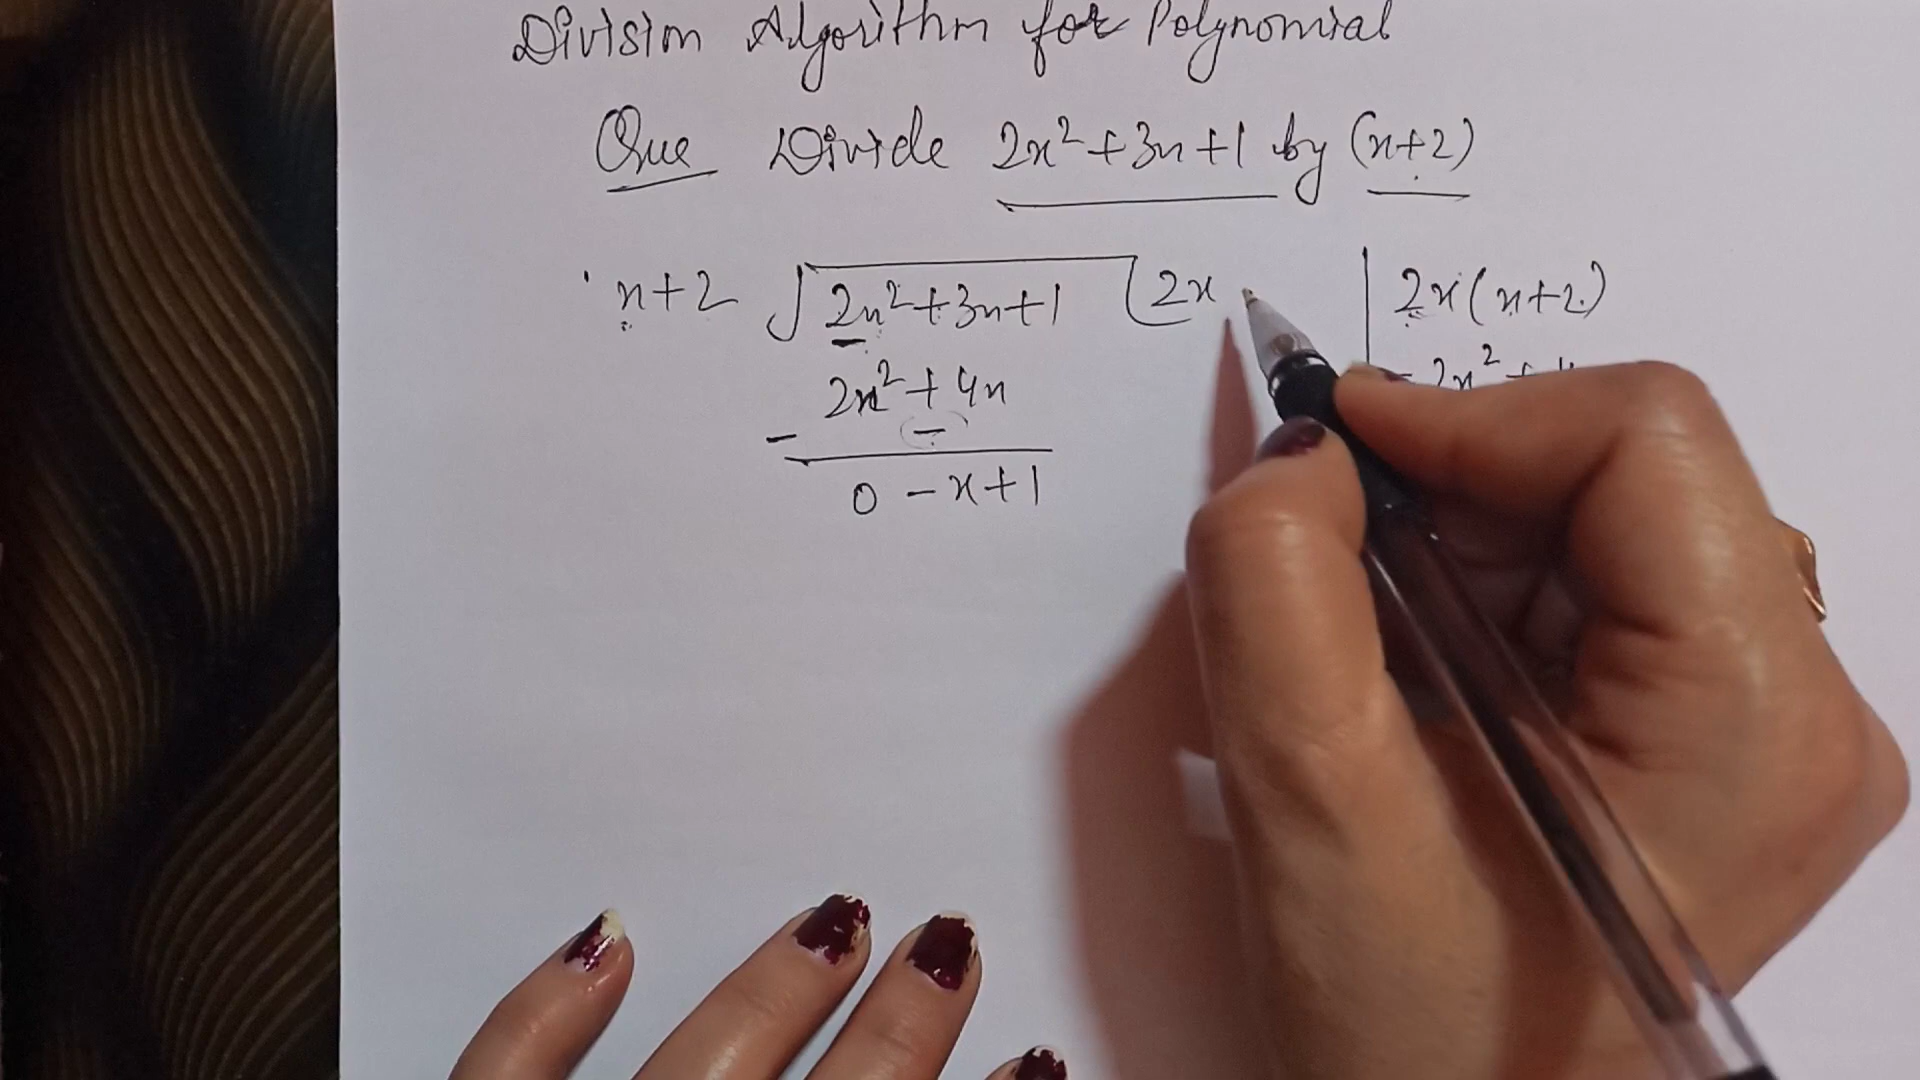 Division Algorithm for Polynomial
Que Divide 2x²+3x+1 by (x+2)
x+2 2x²+3x+1 2x
2x²+4x
- -
0 -x+1
2x(x+2)
2x²+